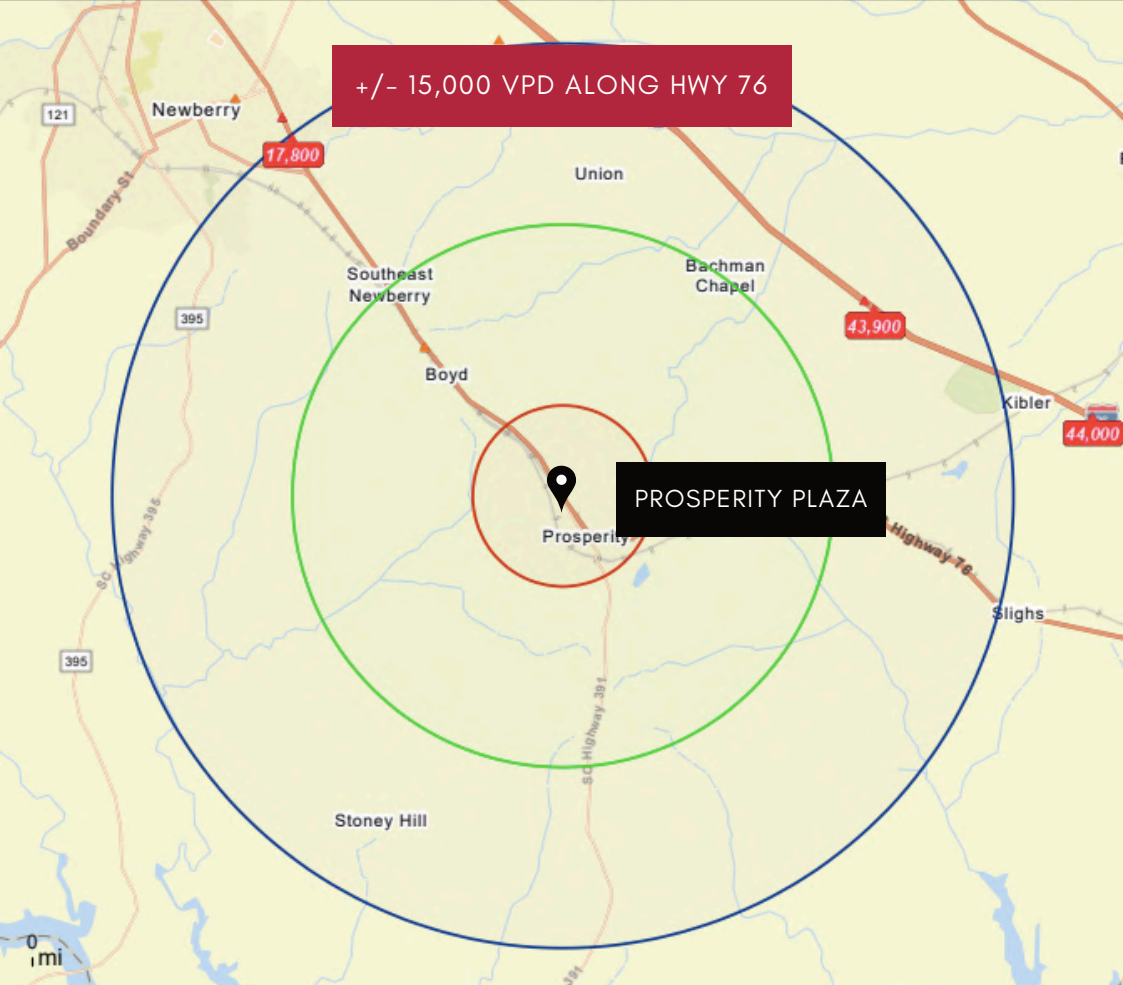 +/- 15,000 VPD ALONG HWY 76
121
Newberry
17,800
Union
Boundary St
Southeast
Newberry
Bachman
Chapel
395
43,900
Boyd
Kibler
44,000
PROSPERITY PLAZA
Prosperity
Highway 76
SC Highway 395
Slighs
395
SC Highway 391
Stoney Hill
0
mi
391